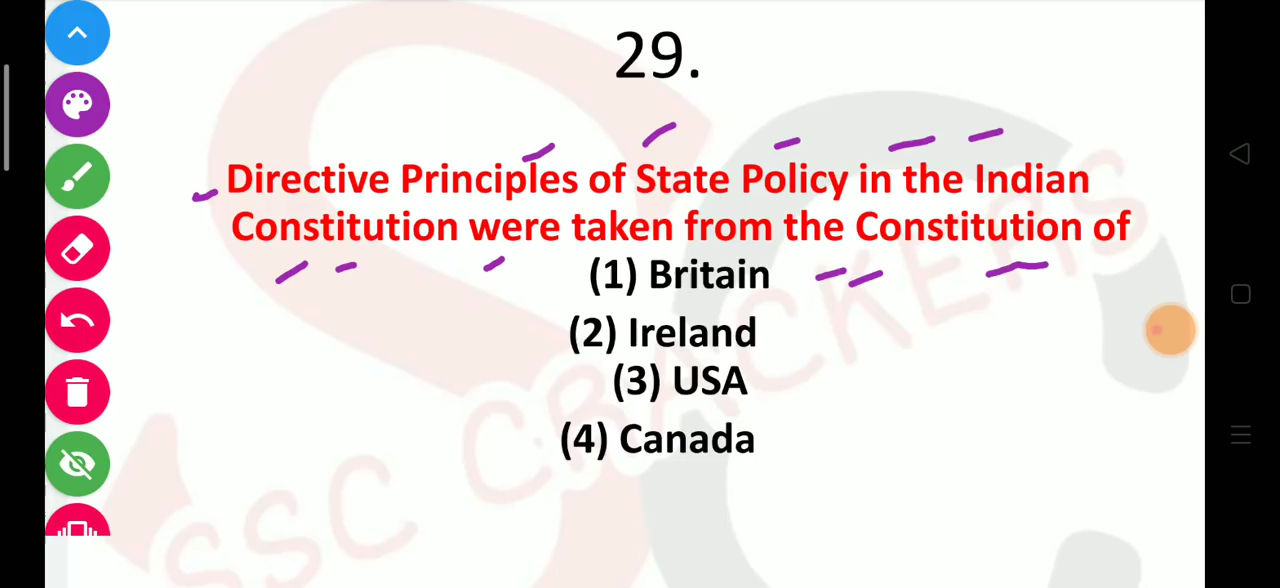 29.
Directive Principles of State Policy in the Indian
Constitution were taken from the Constitution of
(1) Britain
(2) Ireland
(3) USA
(4) Canada
SSC CRACKERS